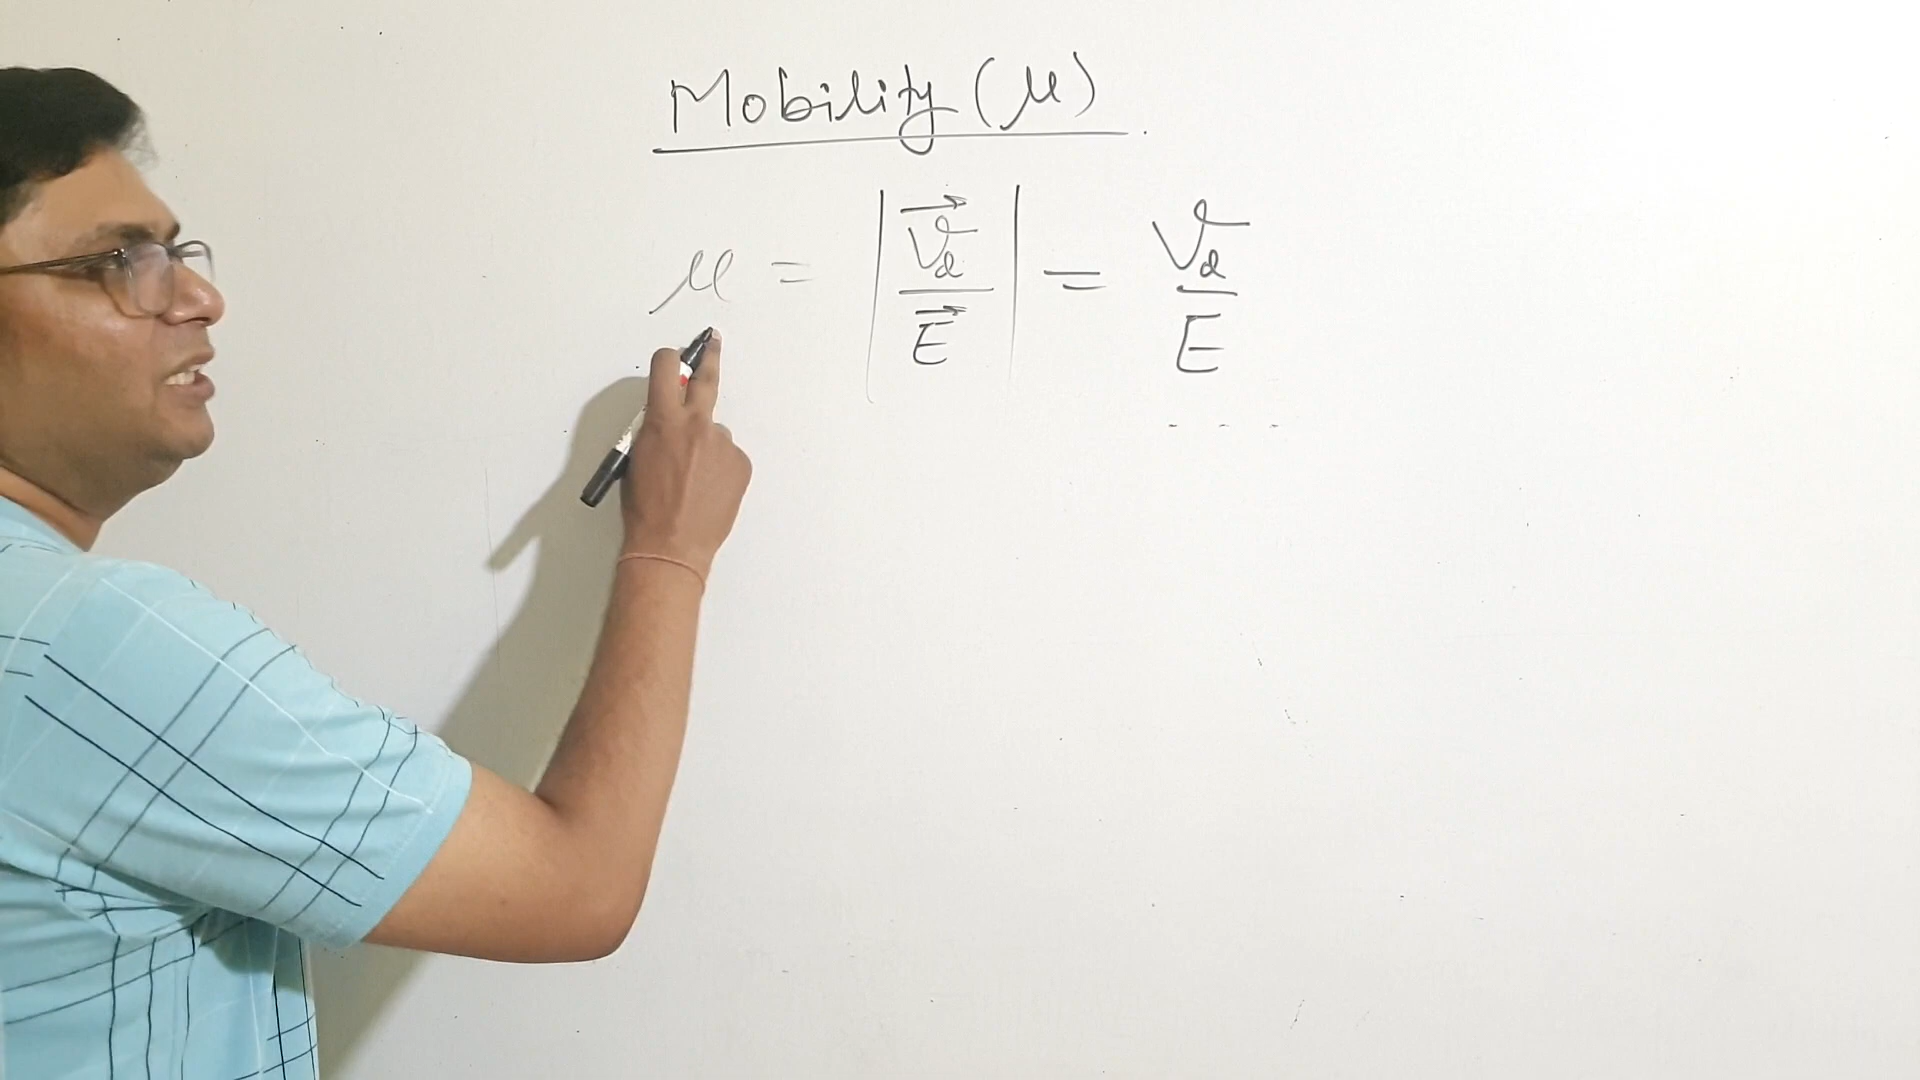 Mobility (μ)
μ = | V⃗d / E⃗ | = Vd / E